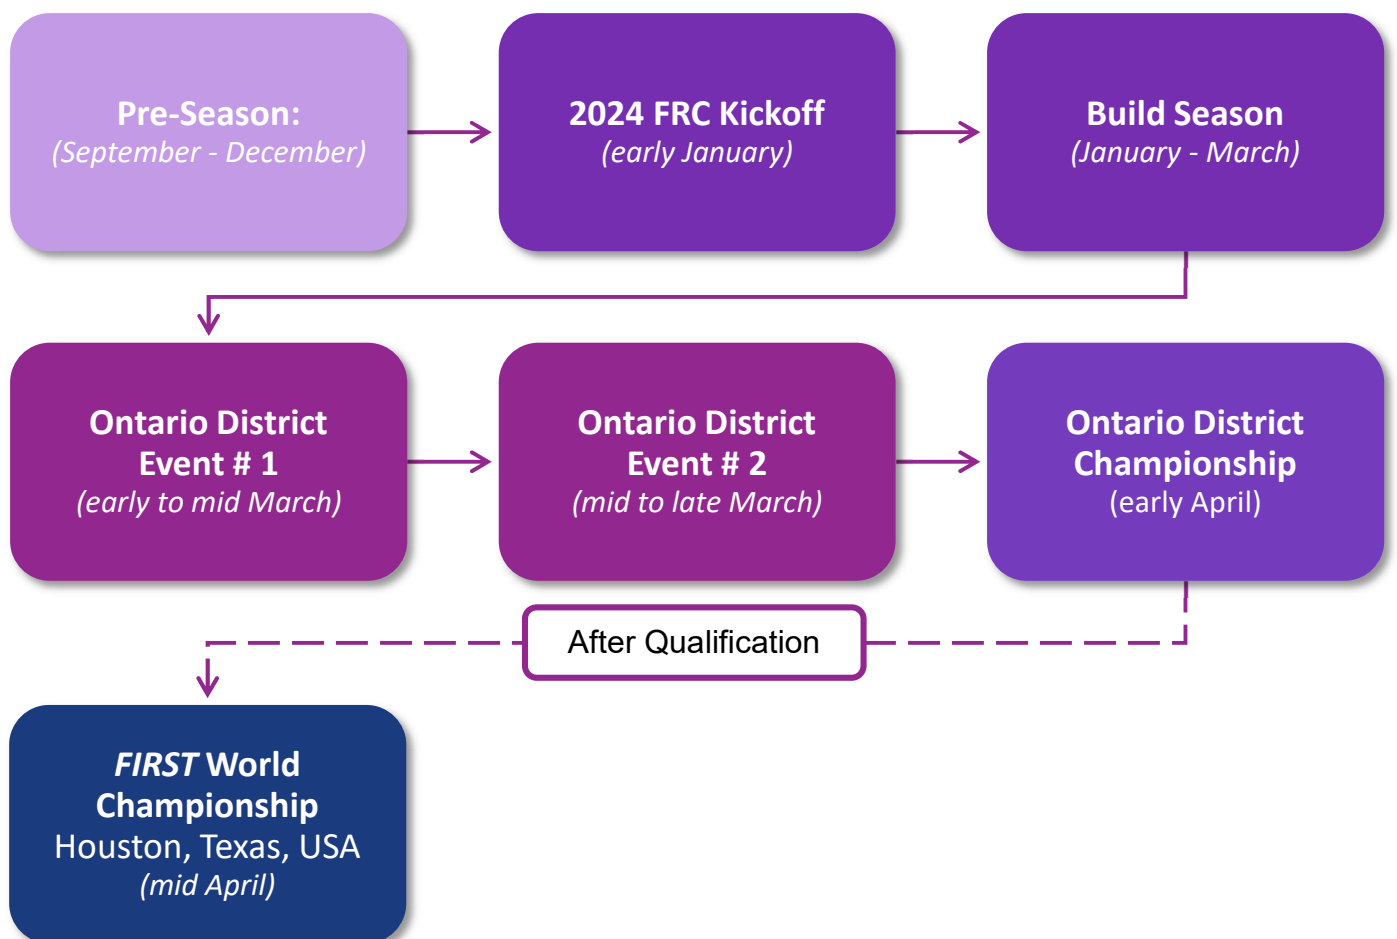 Pre-Season:
(September - December)
2024 FRC Kickoff
(early January)
Build Season
(January - March)
Ontario District
Event # 1
(early to mid March)
Ontario District
Event # 2
(mid to late March)
Ontario District
Championship
(early April)
After Qualification
FIRST World
Championship
Houston, Texas, USA
(mid April)